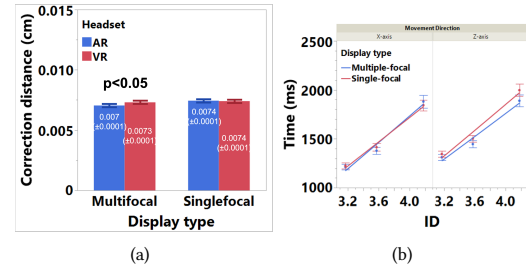 Headset
AR
VR
Correction distance (cm)
0.015
0.010
0.005
0
p<0.05
0.007
(±0.0001)
0.0073
(±0.0001)
0.0074
(±0.0001)
0.0074
(±0.0001)
Multifocal
Singlefocal
Display type
(a)
Movement Direction
X-axis
Z-axis
Display type
Multiple-focal
Single-focal
Time (ms)
2500
2000
1500
1000
3.2
3.6
4.0
3.2
3.6
4.0
ID
(b)